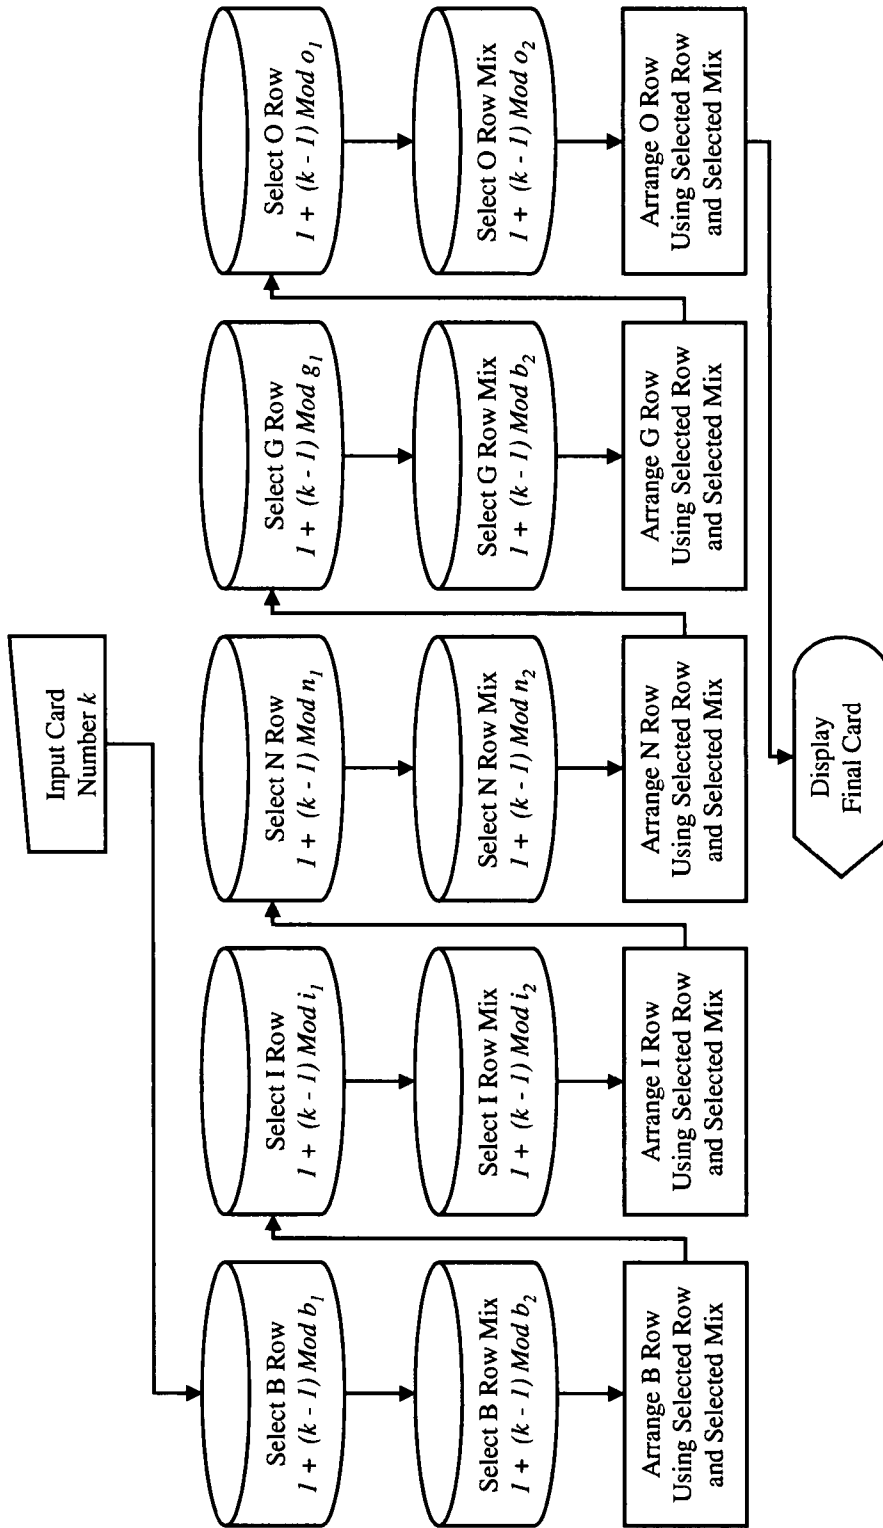 Input Card
Number k
Select B Row
1 + (k - 1) Mod b₁
Select B Row Mix
1 + (k - 1) Mod b₂
Arrange B Row
Using Selected Row
and Selected Mix
Select I Row
1 + (k - 1) Mod i₁
Select I Row Mix
1 + (k - 1) Mod i₂
Arrange I Row
Using Selected Row
and Selected Mix
Select N Row
1 + (k - 1) Mod n₁
Select N Row Mix
1 + (k - 1) Mod n₂
Arrange N Row
Using Selected Row
and Selected Mix
Select G Row
1 + (k - 1) Mod g₁
Select G Row Mix
1 + (k - 1) Mod b₂
Arrange G Row
Using Selected Row
and Selected Mix
Select O Row
1 + (k - 1) Mod o₁
Select O Row Mix
1 + (k - 1) Mod o₂
Arrange O Row
Using Selected Row
and Selected Mix
Display
Final Card